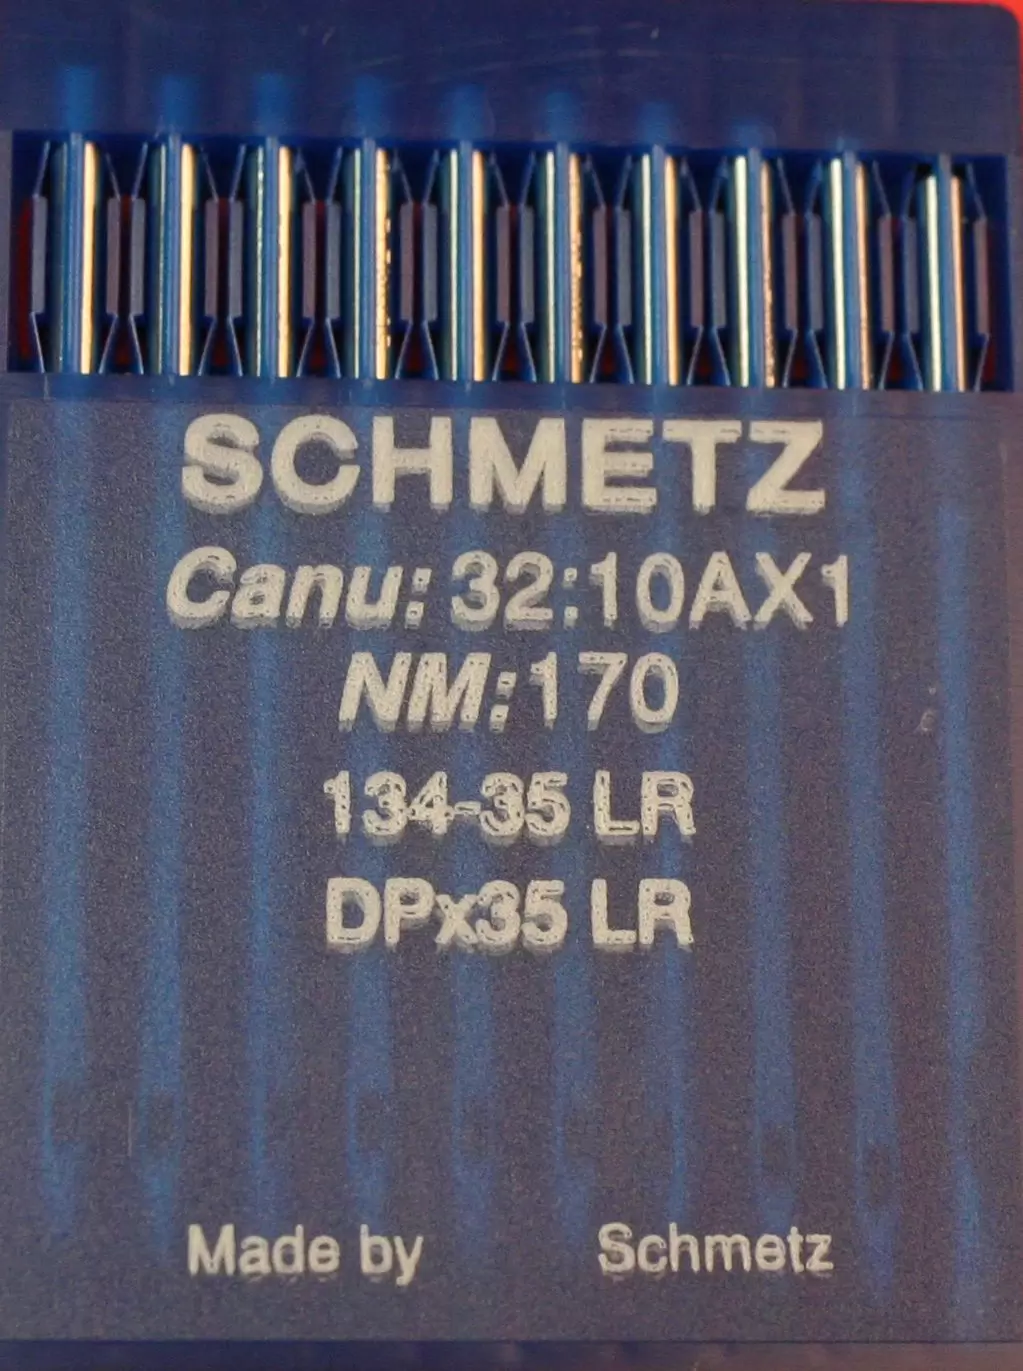 SCHMETZ
Canu: 32:10AX1
NM:170
134-35 LR
DPx35 LR
Made by Schmetz